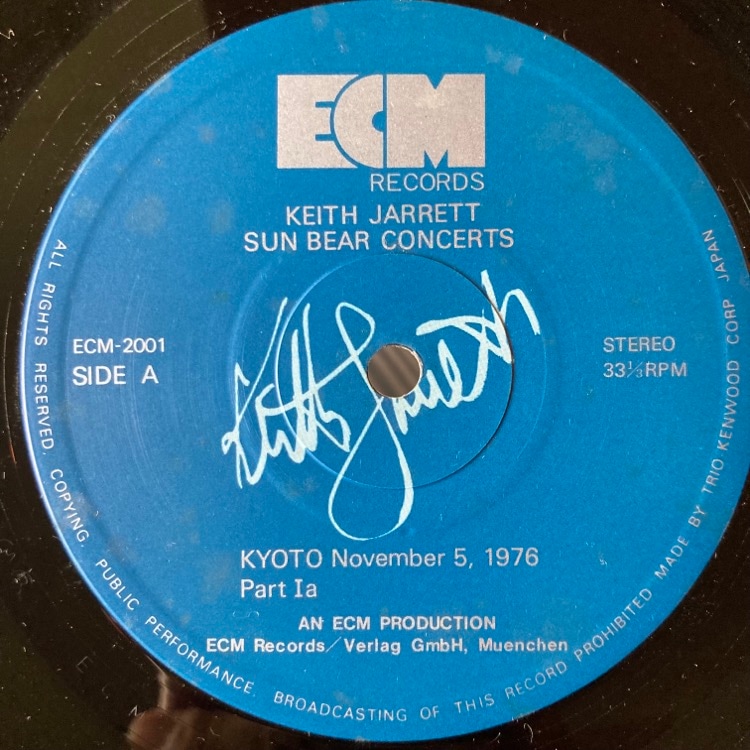 ECM
RECORDS
KEITH JARRETT
SUN BEAR CONCERTS
ECM-2001
SIDE A
STEREO
33⅓RPM
Keith Jarrett
KYOTO November 5, 1976
Part Ia
AN ECM PRODUCTION
ECM Records/Verlag GmbH, Muenchen
ALL RIGHTS RESERVED. COPYING. PUBLIC PERFORMANCE. BROADCASTING OF THIS RECORD PROHIBITED MADE BY TRIO KENWOOD CORP JAPAN